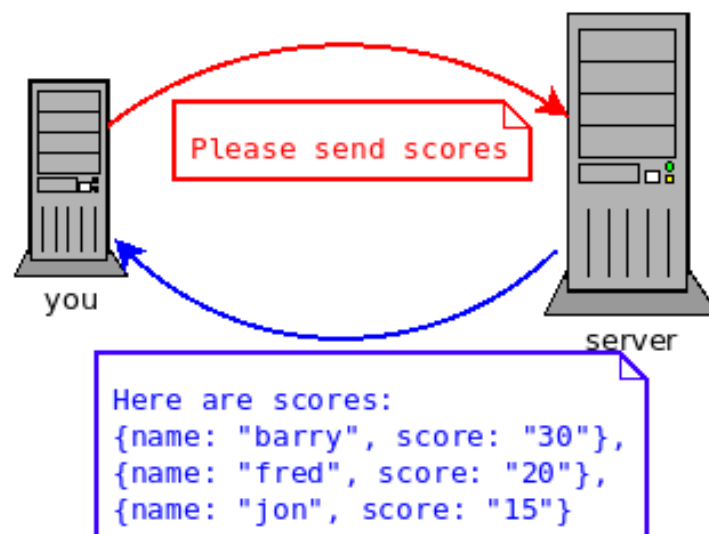 Please send scores
you
server
Here are scores:
{name: "barry", score: "30"},
{name: "fred", score: "20"},
{name: "jon", score: "15"}